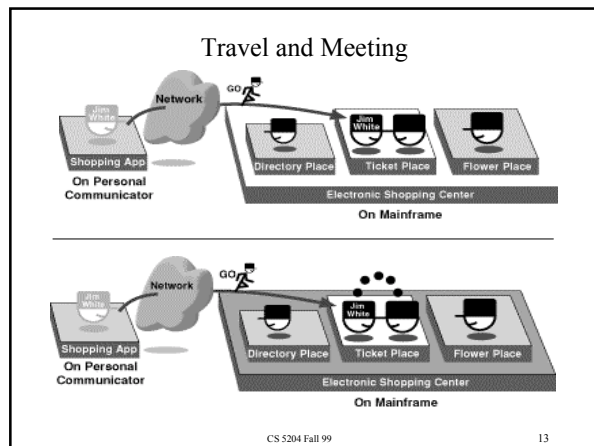 Travel and Meeting
Network
GO
Jim
White
Jim
White
Shopping App
Directory Place
Ticket Place
Flower Place
On Personal
Communicator
Electronic Shopping Center
On Mainframe
Network
GO
Jim
White
Jim
White
Shopping App
Directory Place
Ticket Place
Flower Place
On Personal
Communicator
Electronic Shopping Center
On Mainframe
CS 5204 Fall 99
13